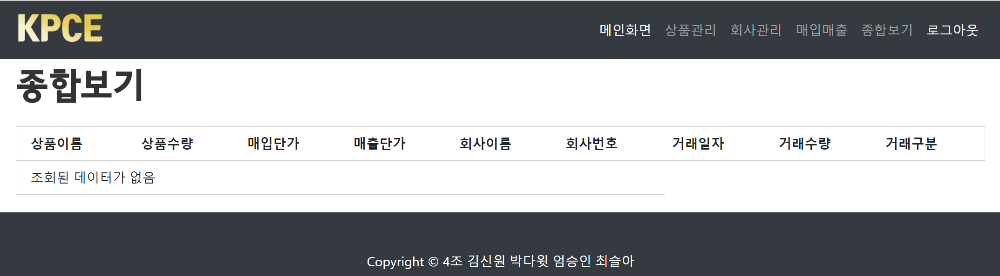 KPCE 메인화면 상품관리 회사관리 매입매출 종합보기 로그아웃
종합보기
상품이름 상품수량 매입단가 매출단가 회사이름 회사번호 거래일자 거래수량 거래구분
조회된 데이터가 없음
Copyright © 4조 김신원 박다윗 엄승인 최슬아